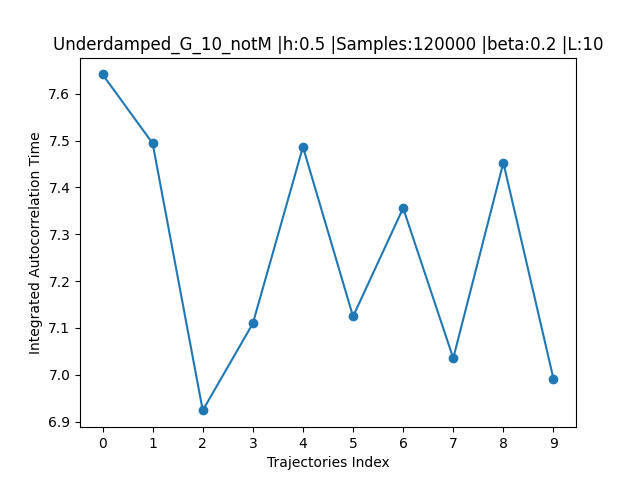 Underdamped_G_10_notM |h:0.5 |Samples:120000 |beta:0.2 |L:10
Integrated Autocorrelation Time
7.6
7.5
7.4
7.3
7.2
7.1
7.0
6.9
0 1 2 3 4 5 6 7 8 9
Trajectories Index